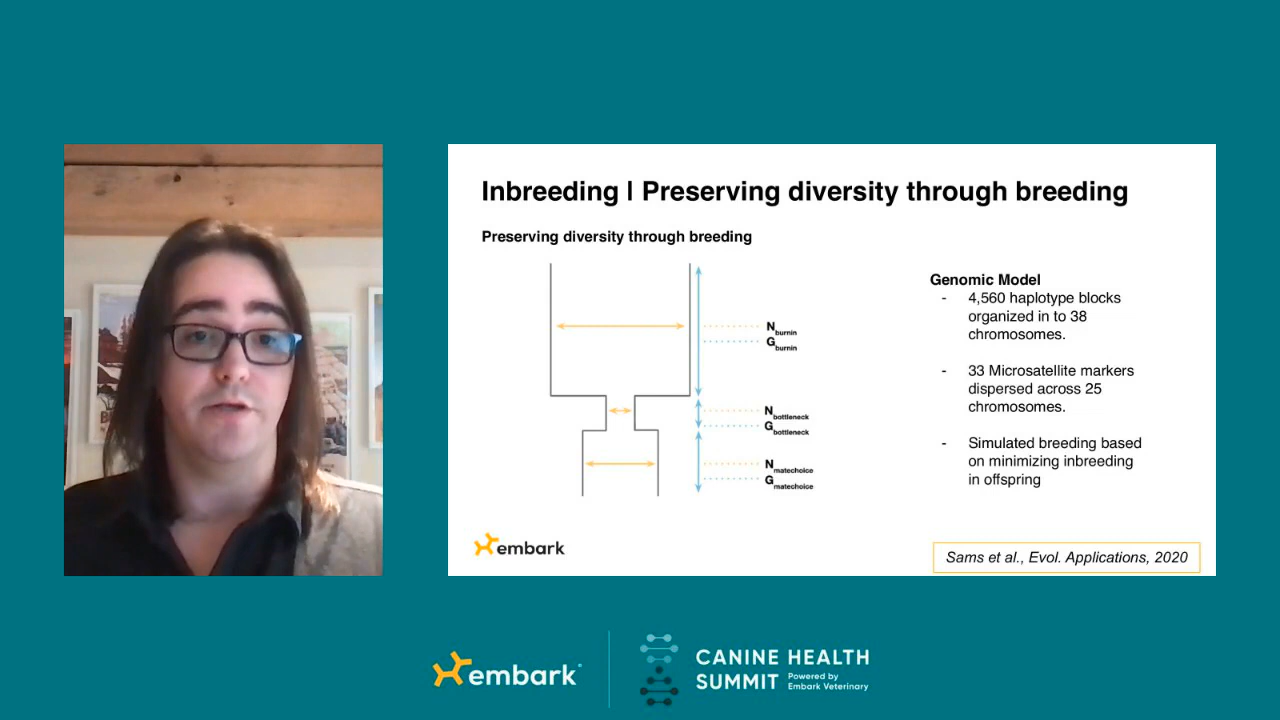 Inbreeding | Preserving diversity through breeding
Preserving diversity through breeding
Nburnin
Gburnin
Nbottleneck
Gbottleneck
Nmatechoice
Gmatechoice
Genomic Model
- 4,560 haplotype blocks
organized in to 38
chromosomes.
- 33 Microsatellite markers
dispersed across 25
chromosomes.
- Simulated breeding based
on minimizing inbreeding
in offspring
embark
Sams et al., Evol. Applications, 2020
embark
CANINE HEALTH
SUMMIT
Powered by
Embark Veterinary